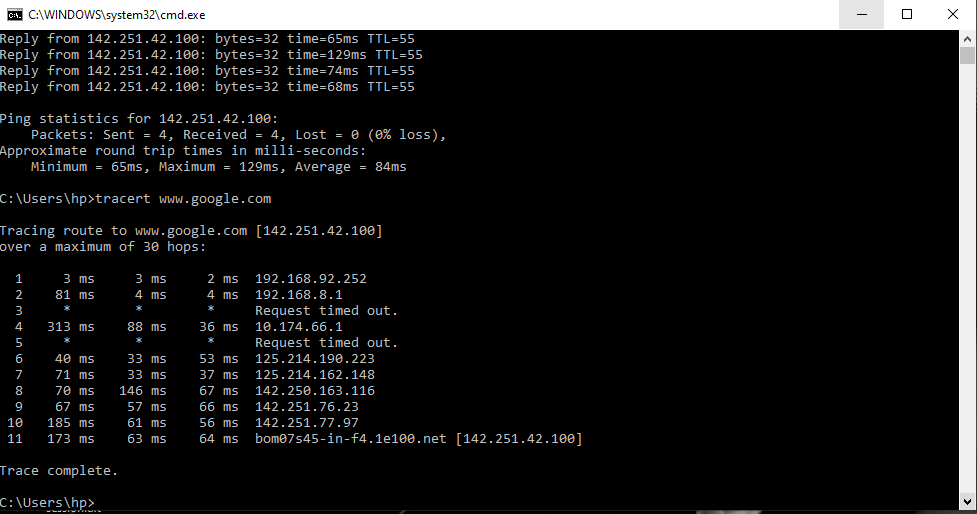 C:\WINDOWS\system32\cmd.exe
Reply from 142.251.42.100: bytes=32 time=65ms TTL=55
Reply from 142.251.42.100: bytes=32 time=129ms TTL=55
Reply from 142.251.42.100: bytes=32 time=74ms TTL=55
Reply from 142.251.42.100: bytes=32 time=68ms TTL=55
Ping statistics for 142.251.42.100:
    Packets: Sent = 4, Received = 4, Lost = 0 (0% loss),
Approximate round trip times in milli-seconds:
    Minimum = 65ms, Maximum = 129ms, Average = 84ms
C:\Users\hp>tracert www.google.com
Tracing route to www.google.com [142.251.42.100]
over a maximum of 30 hops:
  1     3 ms     3 ms     2 ms  192.168.92.252
  2    81 ms     4 ms     4 ms  192.168.8.1
  3     *        *        *     Request timed out.
  4   313 ms    88 ms    36 ms  10.174.66.1
  5     *        *        *     Request timed out.
  6    40 ms    33 ms    53 ms  125.214.190.223
  7    71 ms    33 ms    37 ms  125.214.162.148
  8    70 ms   146 ms    67 ms  142.250.163.116
  9    67 ms    57 ms    66 ms  142.251.76.23
 10   185 ms    61 ms    56 ms  142.251.77.97
 11   173 ms    63 ms    64 ms  bom07s45-in-f4.1e100.net [142.251.42.100]
Trace complete.
C:\Users\hp>